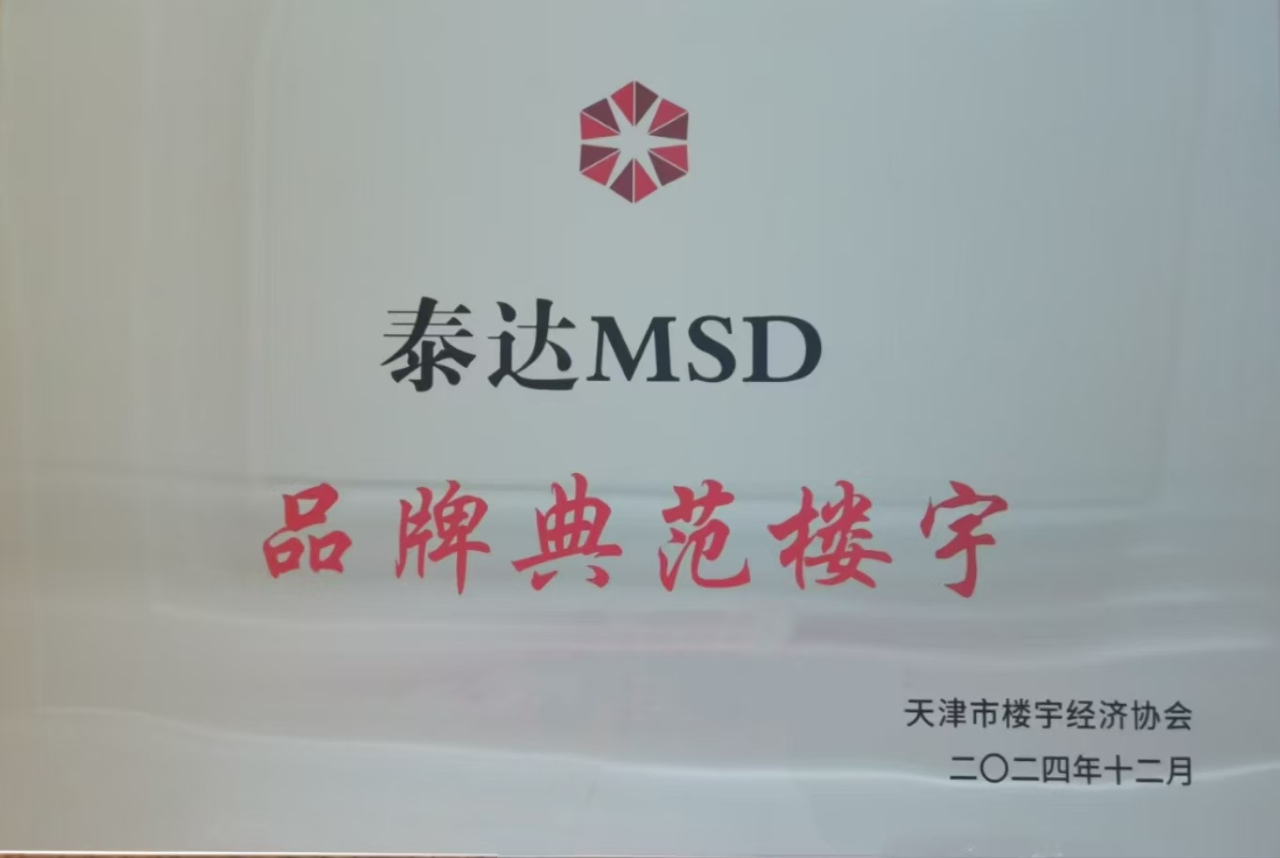 泰达MSD
品牌典范楼宇
天津市楼宇经济协会
二〇二四年十二月